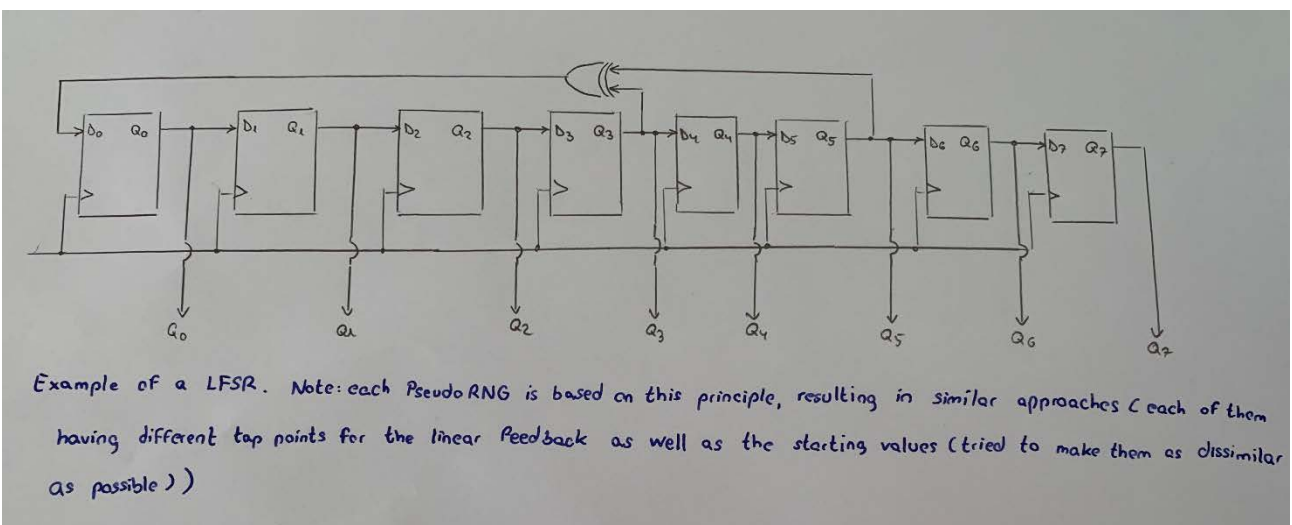 D0 Q0 D1 Q1 D2 Q2 D3 Q3 D4 Q4 D5 Q5 D6 Q6 D7 Q7
Q0 Q1 Q2 Q3 Q4 Q5 Q6 Q7
Example of a LFSR. Note: each PseudoRNG is based on this principle, resulting in similar approaches (each of them
having different tap points for the linear feedback as well as the starting values (tried to make them as dissimilar
as possible))